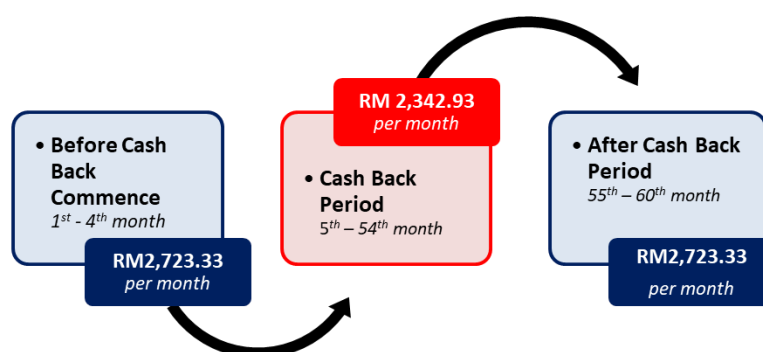 • Before Cash
Back
Commence
1st - 4th month
RM2,723.33
per month
RM 2,342.93
per month
• Cash Back
Period
5th – 54th month
• After Cash Back
Period
55th – 60th month
RM2,723.33
per month